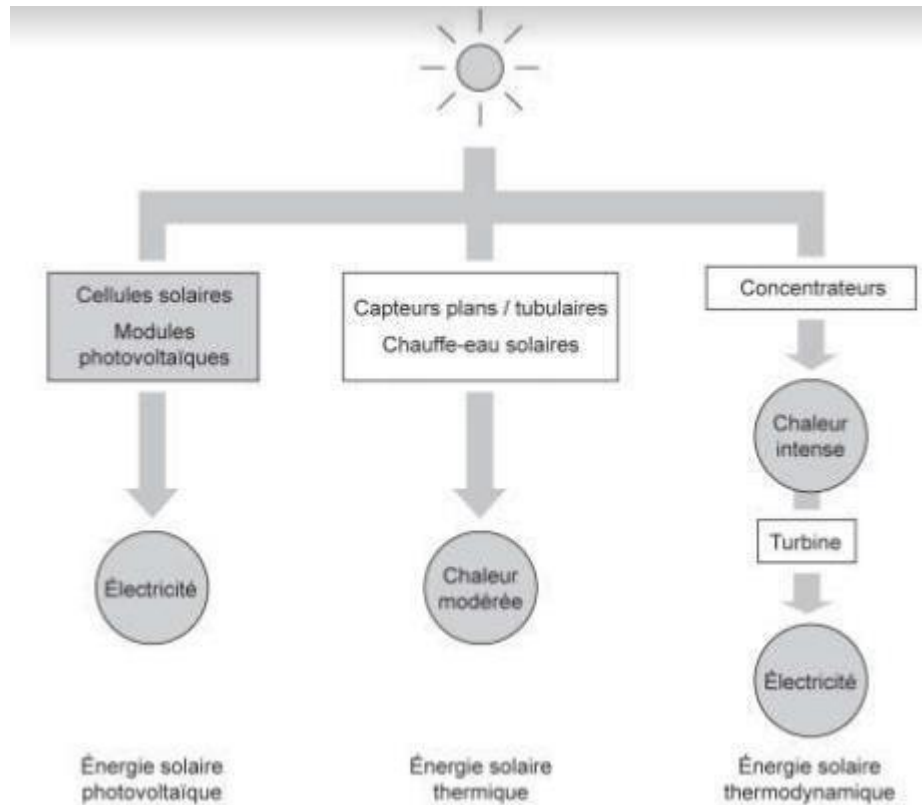 Cellules solaires
Modules
photovoltaïques
Capteurs plans / tubulaires
Chauffe-eau solaires
Concentrateurs
Chaleur
intense
Turbine
Électricité
Chaleur
modérée
Électricité
Énergie solaire
photovoltaïque
Énergie solaire
thermique
Énergie solaire
thermodynamique